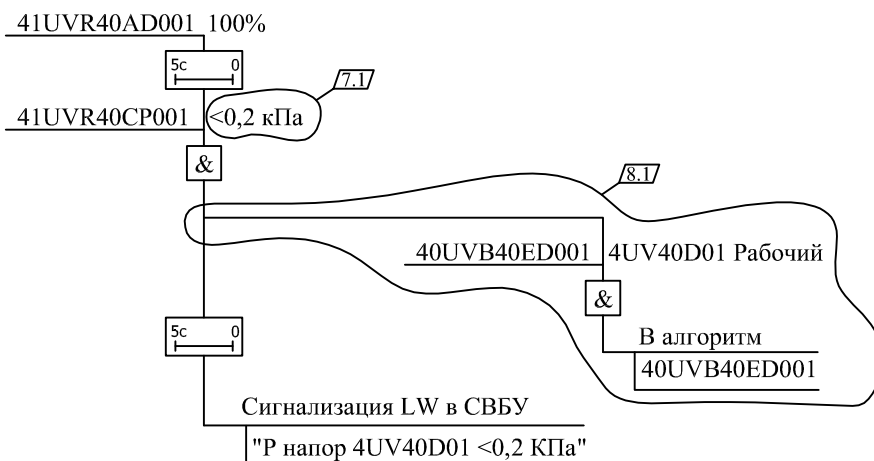 41UVR40AD001 100%
5с 0
7.1
41UVR40CP001 <0,2 кПа
&
8.1
40UVB40ED001 4UV40D01 Рабочий
&
5с 0
В алгоритм
40UVB40ED001
Сигнализация LW в СВБУ
"Р напор 4UV40D01 <0,2 КПа"